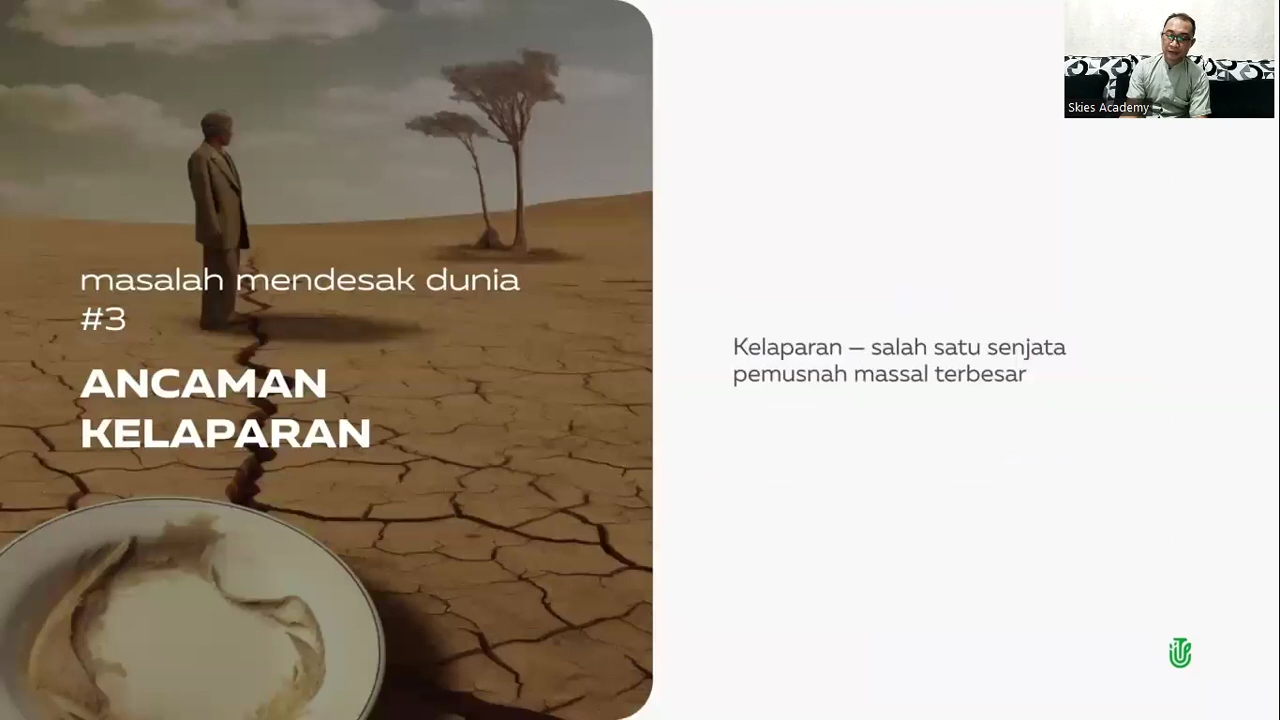 masalah mendesak dunia
#3
ANCAMAN
KELAPARAN
Kelaparan – salah satu senjata
pemusnah massal terbesar
Skies Academy